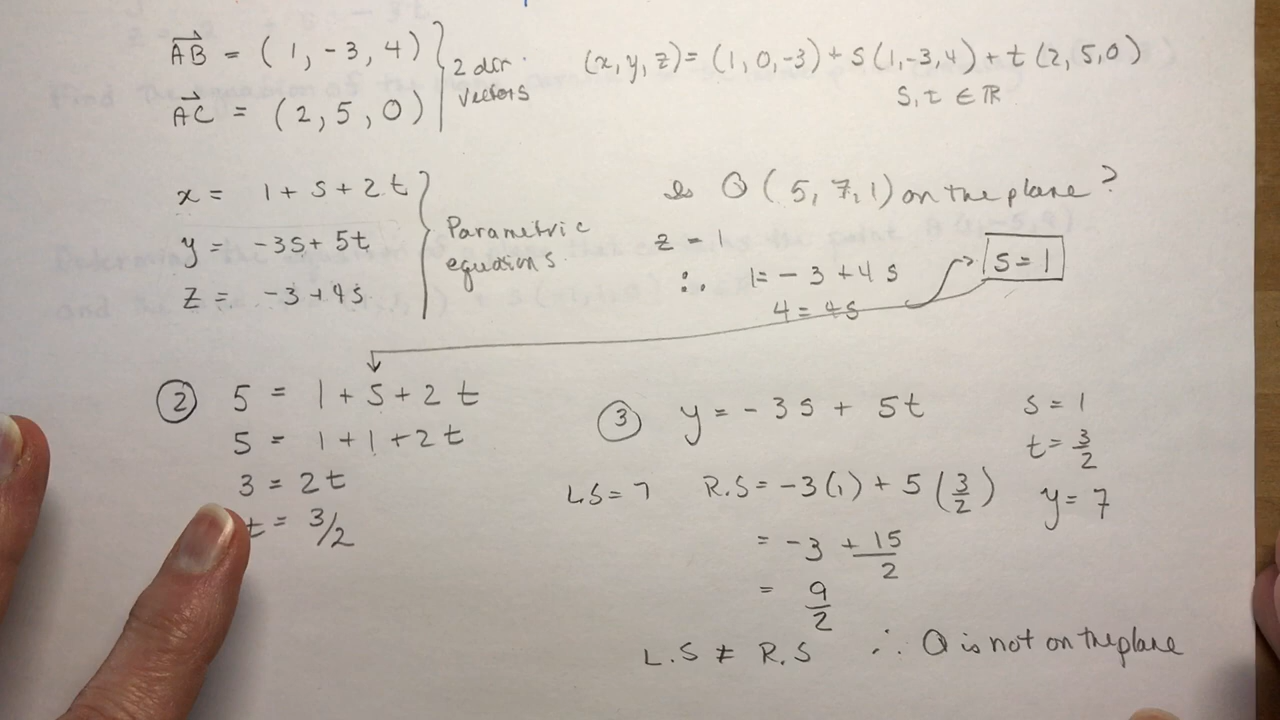 AB = (1, -3, 4)
AC = (2, 5, 0)
2 dir. vectors
(x, y, z) = (1, 0, -3) + s(1, -3, 4) + t(2, 5, 0)
s, t ∈ ℝ
x = 1 + s + 2t
y = -3s + 5t
z = -3 + 4s
Parametric
equations
Is Q(5, 7, 1) on the plane?
z = 1
∴ 1 = -3 + 4s
4 = 4s
s = 1
② 5 = 1 + s + 2t
5 = 1 + 1 + 2t
3 = 2t
t = 3/2
③ y = -3s + 5t
s = 1
t = 3/2
y = 7
L.S = 7 R.S = -3(1) + 5(3/2)
= -3 + 15/2
= 9/2
L.S ≠ R.S ∴ Q is not on the plane